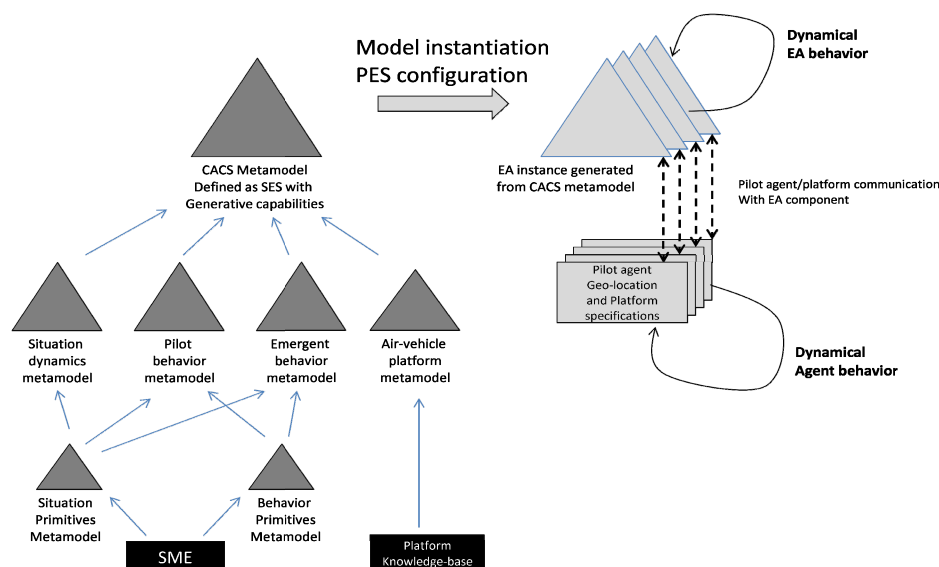 Model instantiation
PES configuration
Dynamical
EA behavior
CACS Metamodel
Defined as SES with
Generative capabilities
EA instance generated
from CACS metamodel
Pilot agent/platform communication
With EA component
Pilot agent
Geo-location
and Platform
specifications
Situation
dynamics
metamodel
Pilot
behavior
metamodel
Emergent
behavior
metamodel
Air-vehicle
platform
metamodel
Dynamical
Agent behavior
Situation
Primitives
Metamodel
Behavior
Primitives
Metamodel
SME
Platform
Knowledge-base